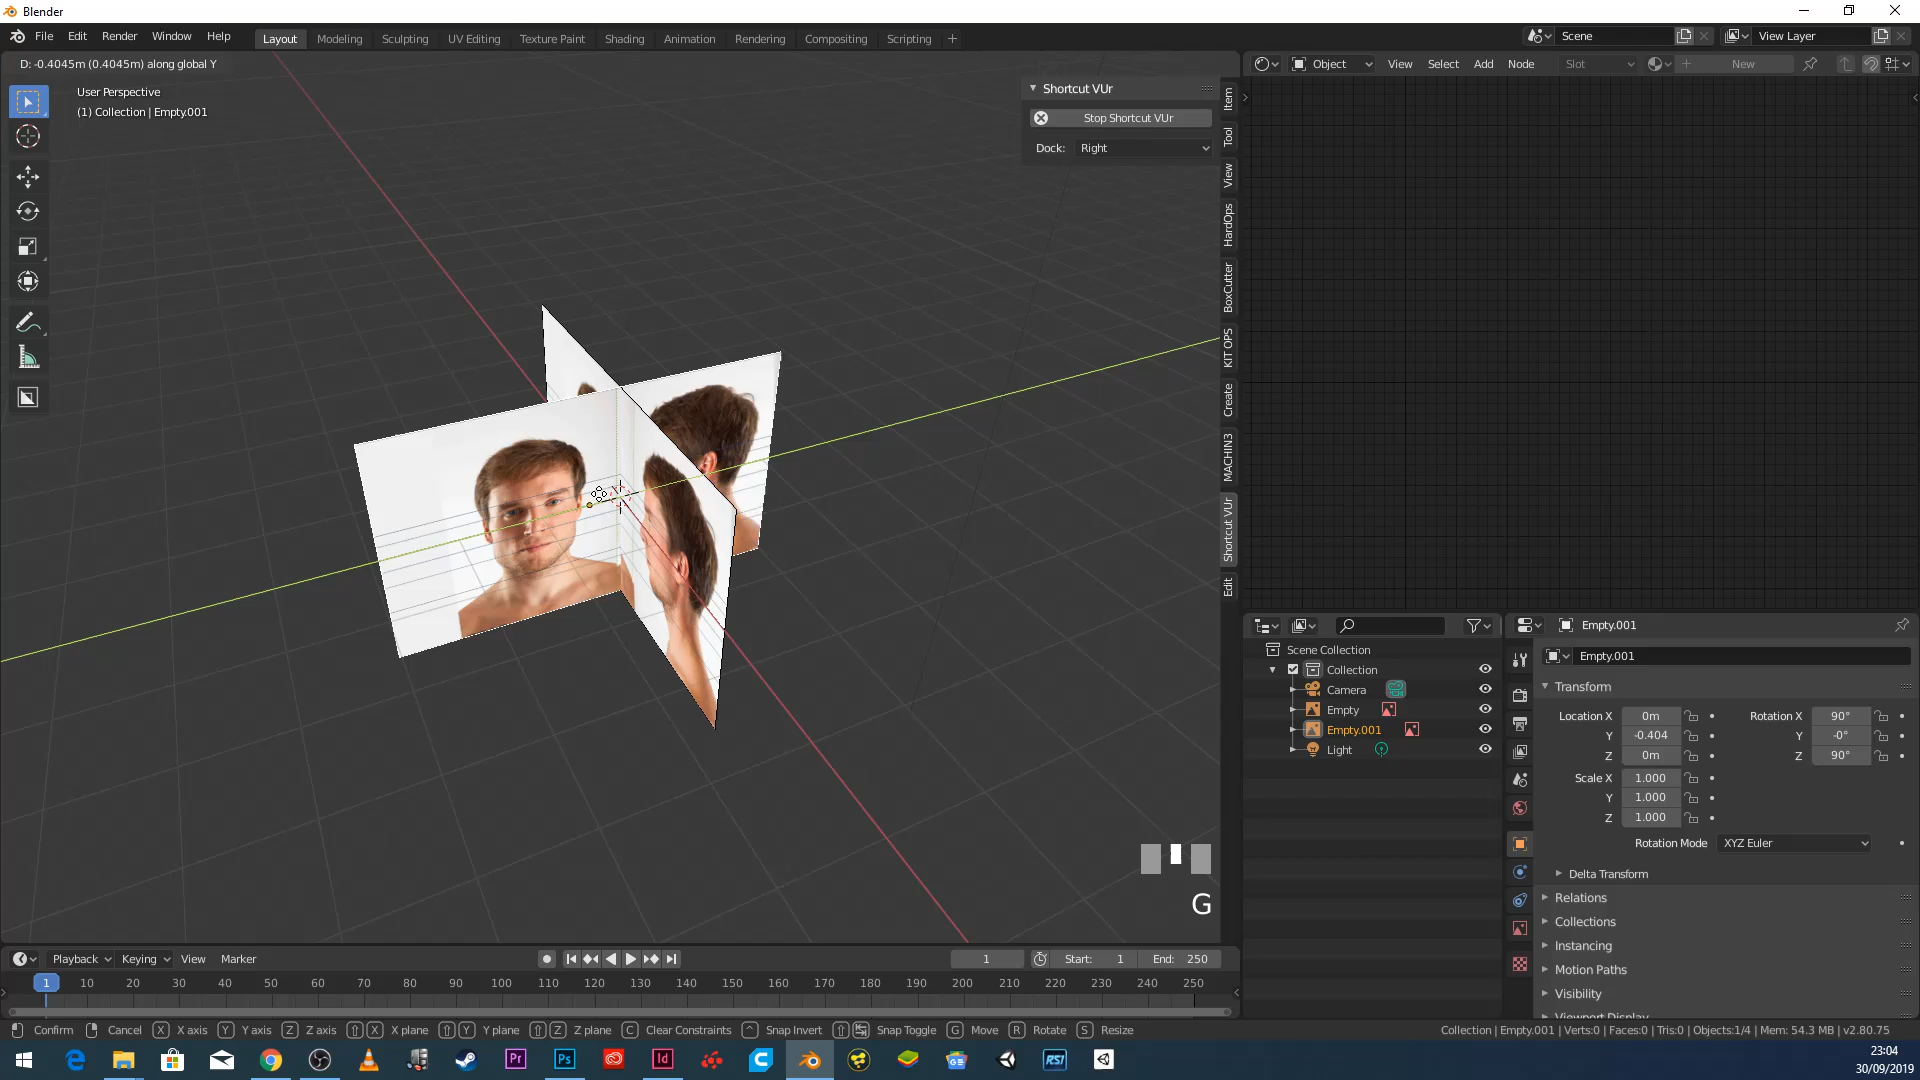 Blender
File Edit Render Window Help
Layout Modeling Sculpting UV Editing Texture Paint Shading Animation Rendering Compositing Scripting +
Scene
View Layer
D: -0.4045m (0.4045m) along global Y
Object View Select Add Node Slot New
User Perspective
(1) Collection | Empty.001
Shortcut VUr
Stop Shortcut VUr
Dock: Right
Item
Tool
View
HardOps
BoxCutter
KIT OPS
Create
MACHIN3
Shortcut VUr
Edit
G
Scene Collection
Collection
Camera
Empty
Empty.001
Light
Empty.001
Empty.001
Transform
Location X 0m Rotation X 90°
Y -0.404 Y -0°
Z 0m Z 90°
Scale X 1.000
Y 1.000
Z 1.000
Rotation Mode XYZ Euler
Delta Transform
Relations
Collections
Instancing
Motion Paths
Visibility
Viewport Display
Playback Keying View Marker 1 Start: 1 End: 250
1 10 20 30 40 50 60 70 80 90 100 110 120 130 140 150 160 170 180 190 200 210 220 230 240 250
Confirm Cancel X X axis Y Y axis Z Z axis X X plane Y Y plane Z Z plane C Clear Constraints ^ Snap Invert Snap Toggle G Move R Rotate S Resize
Collection | Empty.001 | Verts:0 | Faces:0 | Tris:0 | Objects:1/4 | Mem: 54.3 MB | v2.80.75
Pr Ps Id RSI
23:04
30/09/2019